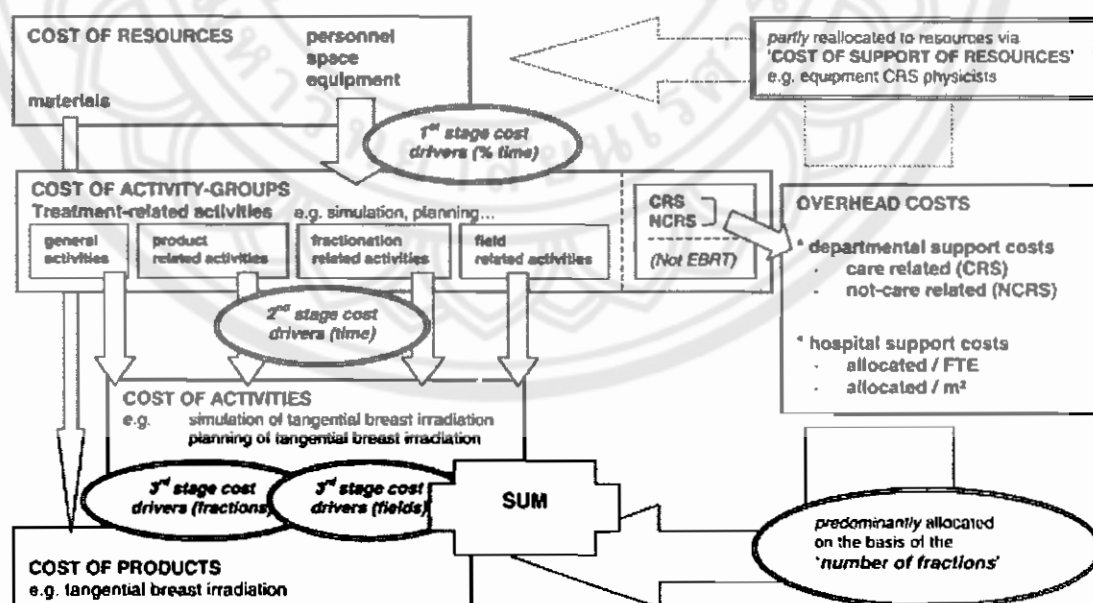 COST OF RESOURCES
personnel
space
equipment
materials
partly reallocated to resources via
'COST OF SUPPORT OF RESOURCES'
e.g. equipment CRS physicists
1st stage cost
drivers (% time)
COST OF ACTIVITY-GROUPS
Treatment-related activities e.g. simulation, planning...
general
activities
product
related activities
fractionation
related activities
field
related activities
CRS
NCRS
(Not EBRT)
OVERHEAD COSTS
* departmental support costs
- care related (CRS)
- not-care related (NCRS)
* hospital support costs
- allocated / FTE
- allocated / m²
2nd stage cost
drivers (time)
COST OF ACTIVITIES
e.g. simulation of tangential breast irradiation
planning of tangential breast irradiation
3rd stage cost
drivers (fractions)
3rd stage cost
drivers (fields)
SUM
predominantly allocated
on the basis of the
'number of fractions'
COST OF PRODUCTS
e.g. tangential breast irradiation